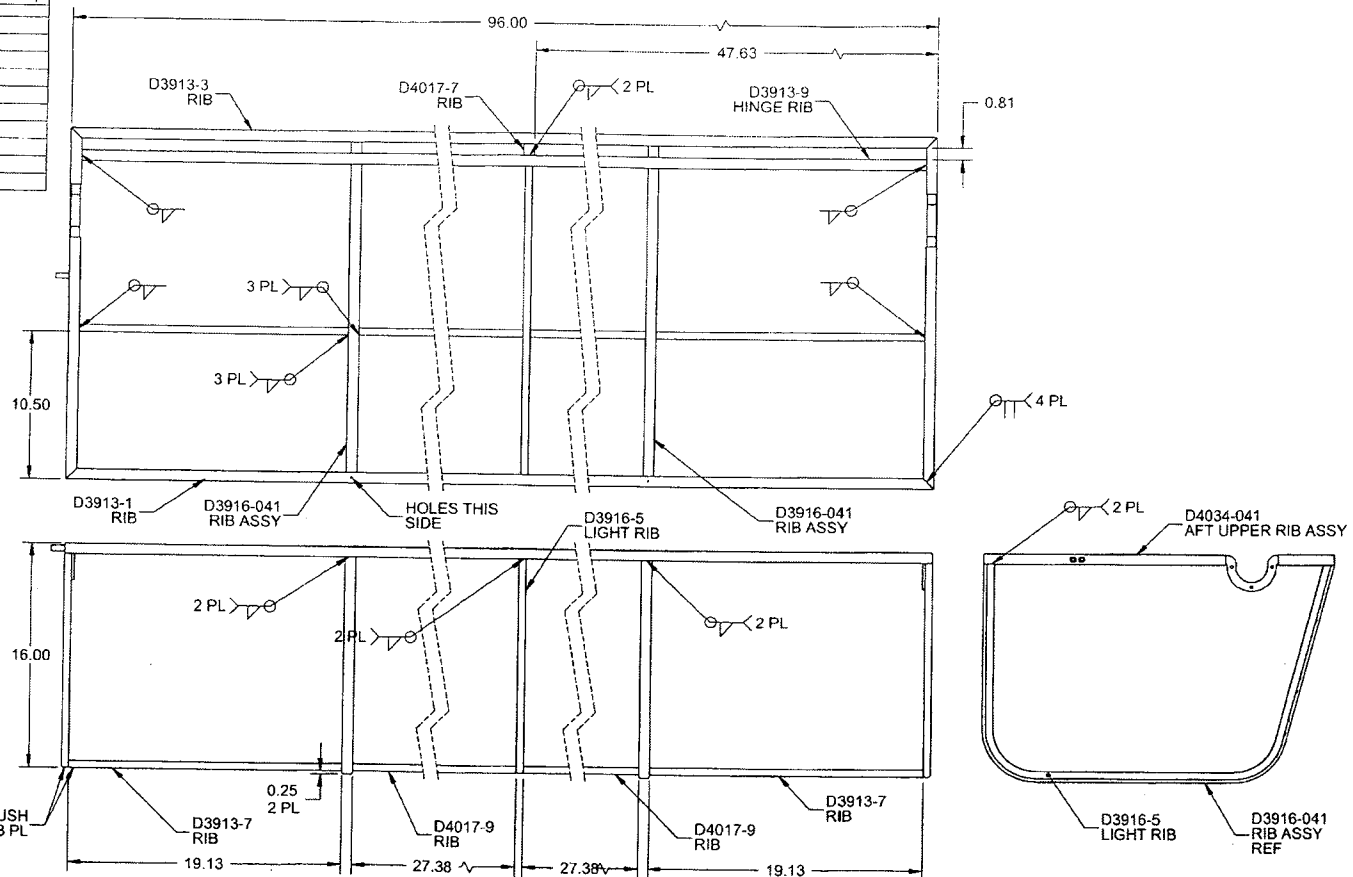 96.00
47.63
D3913-3
RIB
D4017-7
RIB
2 PL
D3913-9
HINGE RIB
0.81
3 PL
3 PL
10.50
4 PL
D3913-1
RIB
D3916-041
RIB ASSY
HOLES THIS
SIDE
D3916-041
RIB ASSY
D3916-5
LIGHT RIB
2 PL
D4034-041
AFT UPPER RIB ASSY
2 PL
2 PL
2 PL
16.00
0.25
2 PL
USH
PL
D3913-7
RIB
D4017-9
RIB
D4017-9
RIB
D3913-7
RIB
D3916-5
LIGHT RIB
D3916-041
RIB ASSY
REF
19.13
27.38
27.38
19.13